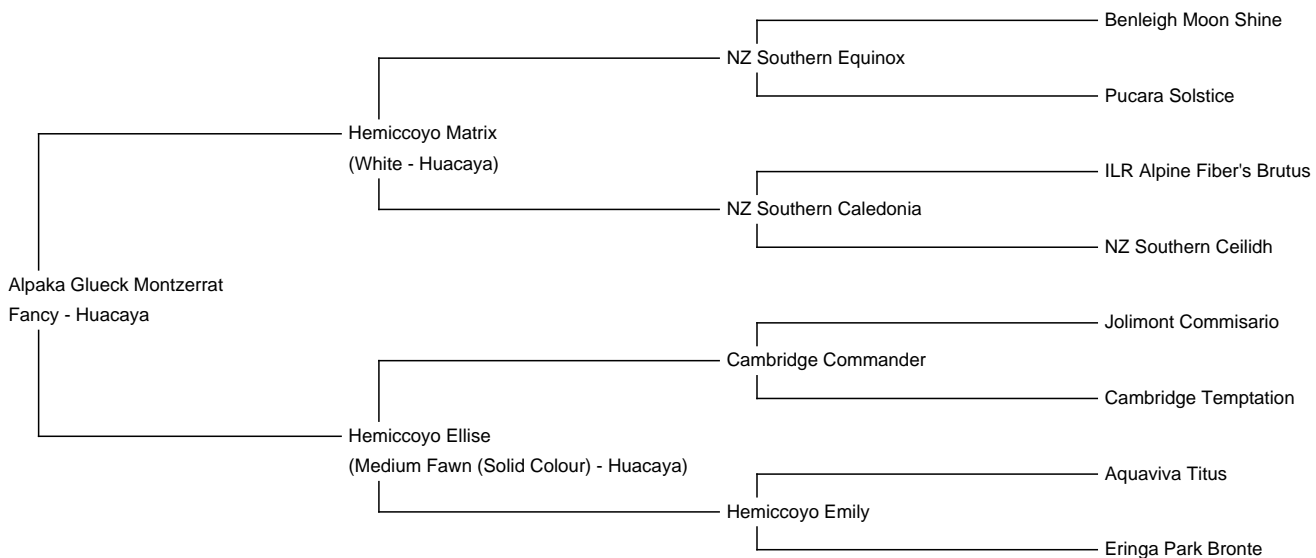 Benleigh Moon Shine
NZ Southern Equinox
Pucara Solstice
Hemiccoyo Matrix
(White - Huacaya)
ILR Alpine Fiber's Brutus
NZ Southern Caledonia
NZ Southern Ceilidh
Alpaka Glueck Montzerrat
Fancy - Huacaya
Jolimont Commisario
Cambridge Commander
Cambridge Temptation
Hemiccoyo Ellise
(Medium Fawn (Solid Colour) - Huacaya)
Aquaviva Titus
Hemiccoyo Emily
Eringa Park Bronte